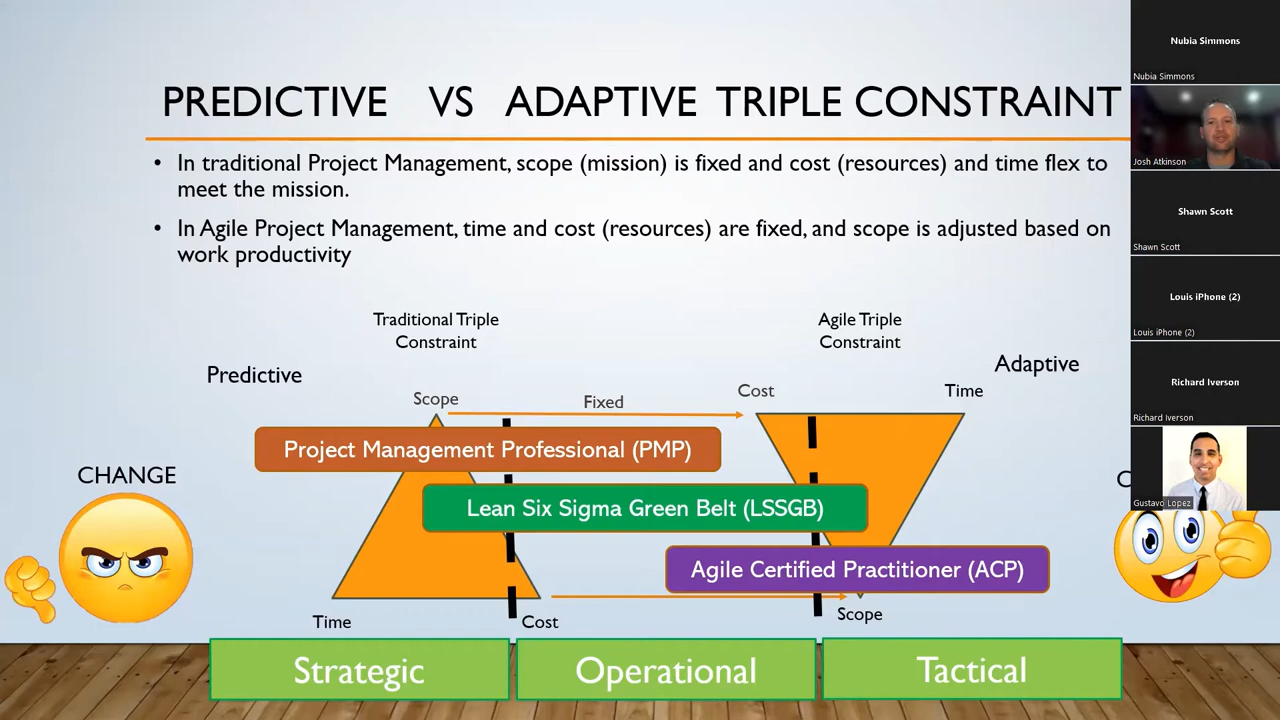 PREDICTIVE VS ADAPTIVE TRIPLE CONSTRAINT
• In traditional Project Management, scope (mission) is fixed and cost (resources) and time flex to
meet the mission.
• In Agile Project Management, time and cost (resources) are fixed, and scope is adjusted based on
work productivity
Traditional Triple
Constraint
Agile Triple
Constraint
Predictive
Adaptive
Scope
Fixed
Cost
Time
Project Management Professional (PMP)
CHANGE
C
Lean Six Sigma Green Belt (LSSGB)
Agile Certified Practitioner (ACP)
Time
Cost
Scope
Strategic
Operational
Tactical
Nubia Simmons
Nubia Simmons
Josh Atkinson
Shawn Scott
Shawn Scott
Louis iPhone (2)
Louis iPhone (2)
Richard Iverson
Richard Iverson
Gustavo Lopez